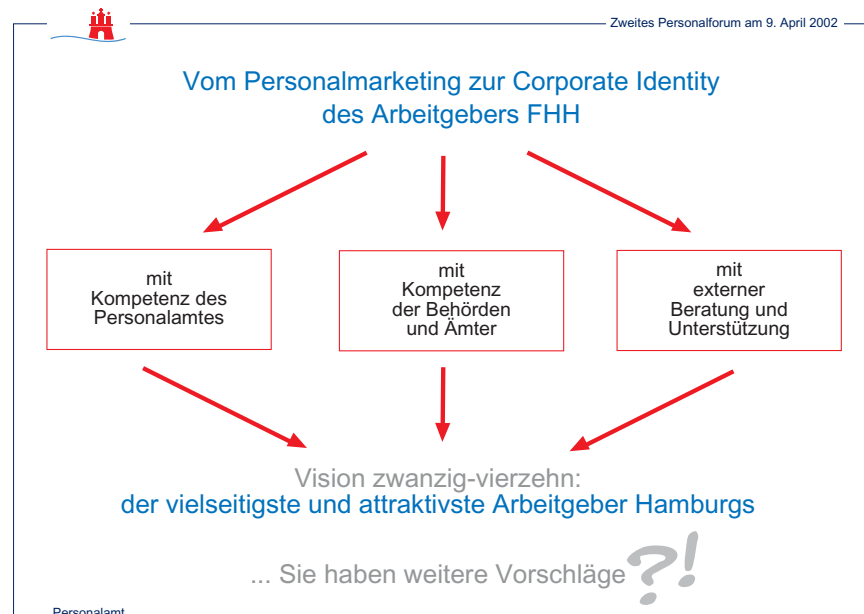 Zweites Personalforum am 9. April 2002
Vom Personalmarketing zur Corporate Identity
des Arbeitgebers FHH
mit
Kompetenz des
Personalamtes
mit
Kompetenz
der Behörden
und Ämter
mit
externer
Beratung und
Unterstützung
Vision zwanzig-vierzehn:
der vielseitigste und attraktivste Arbeitgeber Hamburgs
... Sie haben weitere Vorschläge ?!
Personalamt